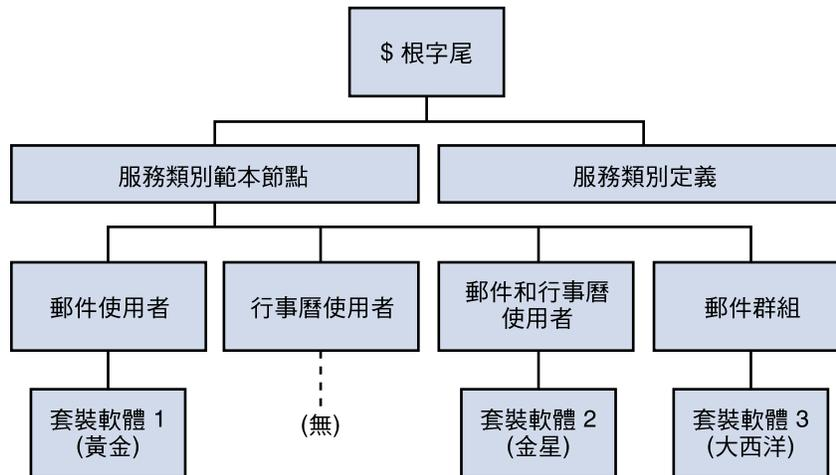 $ 根字尾
服務類別範本節點
服務類別定義
郵件使用者
行事曆使用者
郵件和行事曆
使用者
郵件群組
套裝軟體 1
(黃金)
(無)
套裝軟體 2
(金星)
套裝軟體 3
(大西洋)